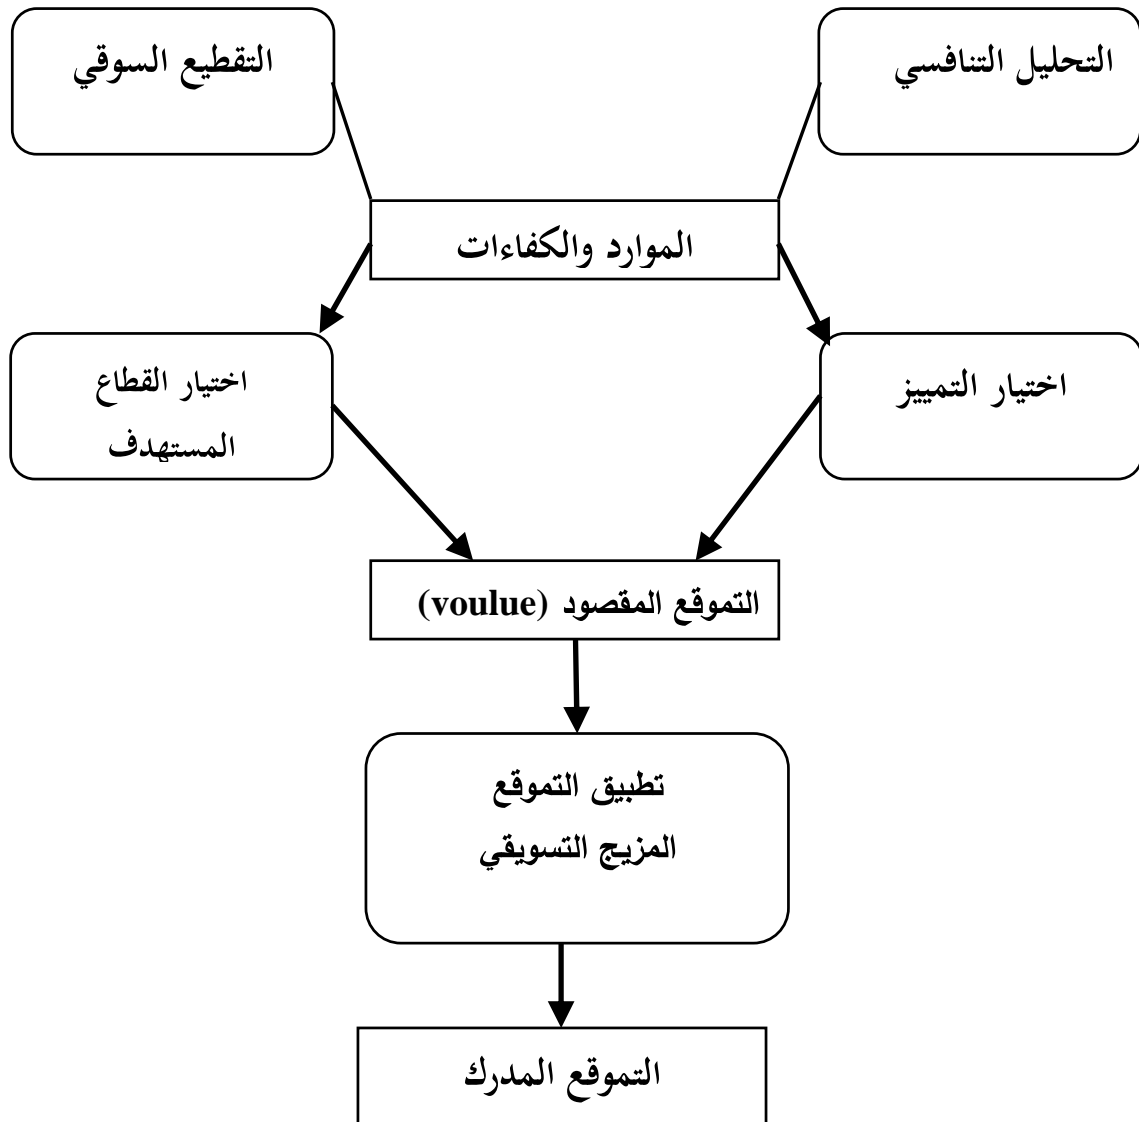 التحليل التنافسي
التقطيع السوقي
الموارد والكفاءات
اختيار التمييز
اختيار القطاع
المستهدف
التموقع المقصود (voulue)
تطبيق التموقع
المزيج التسويقي
التموقع المدرك